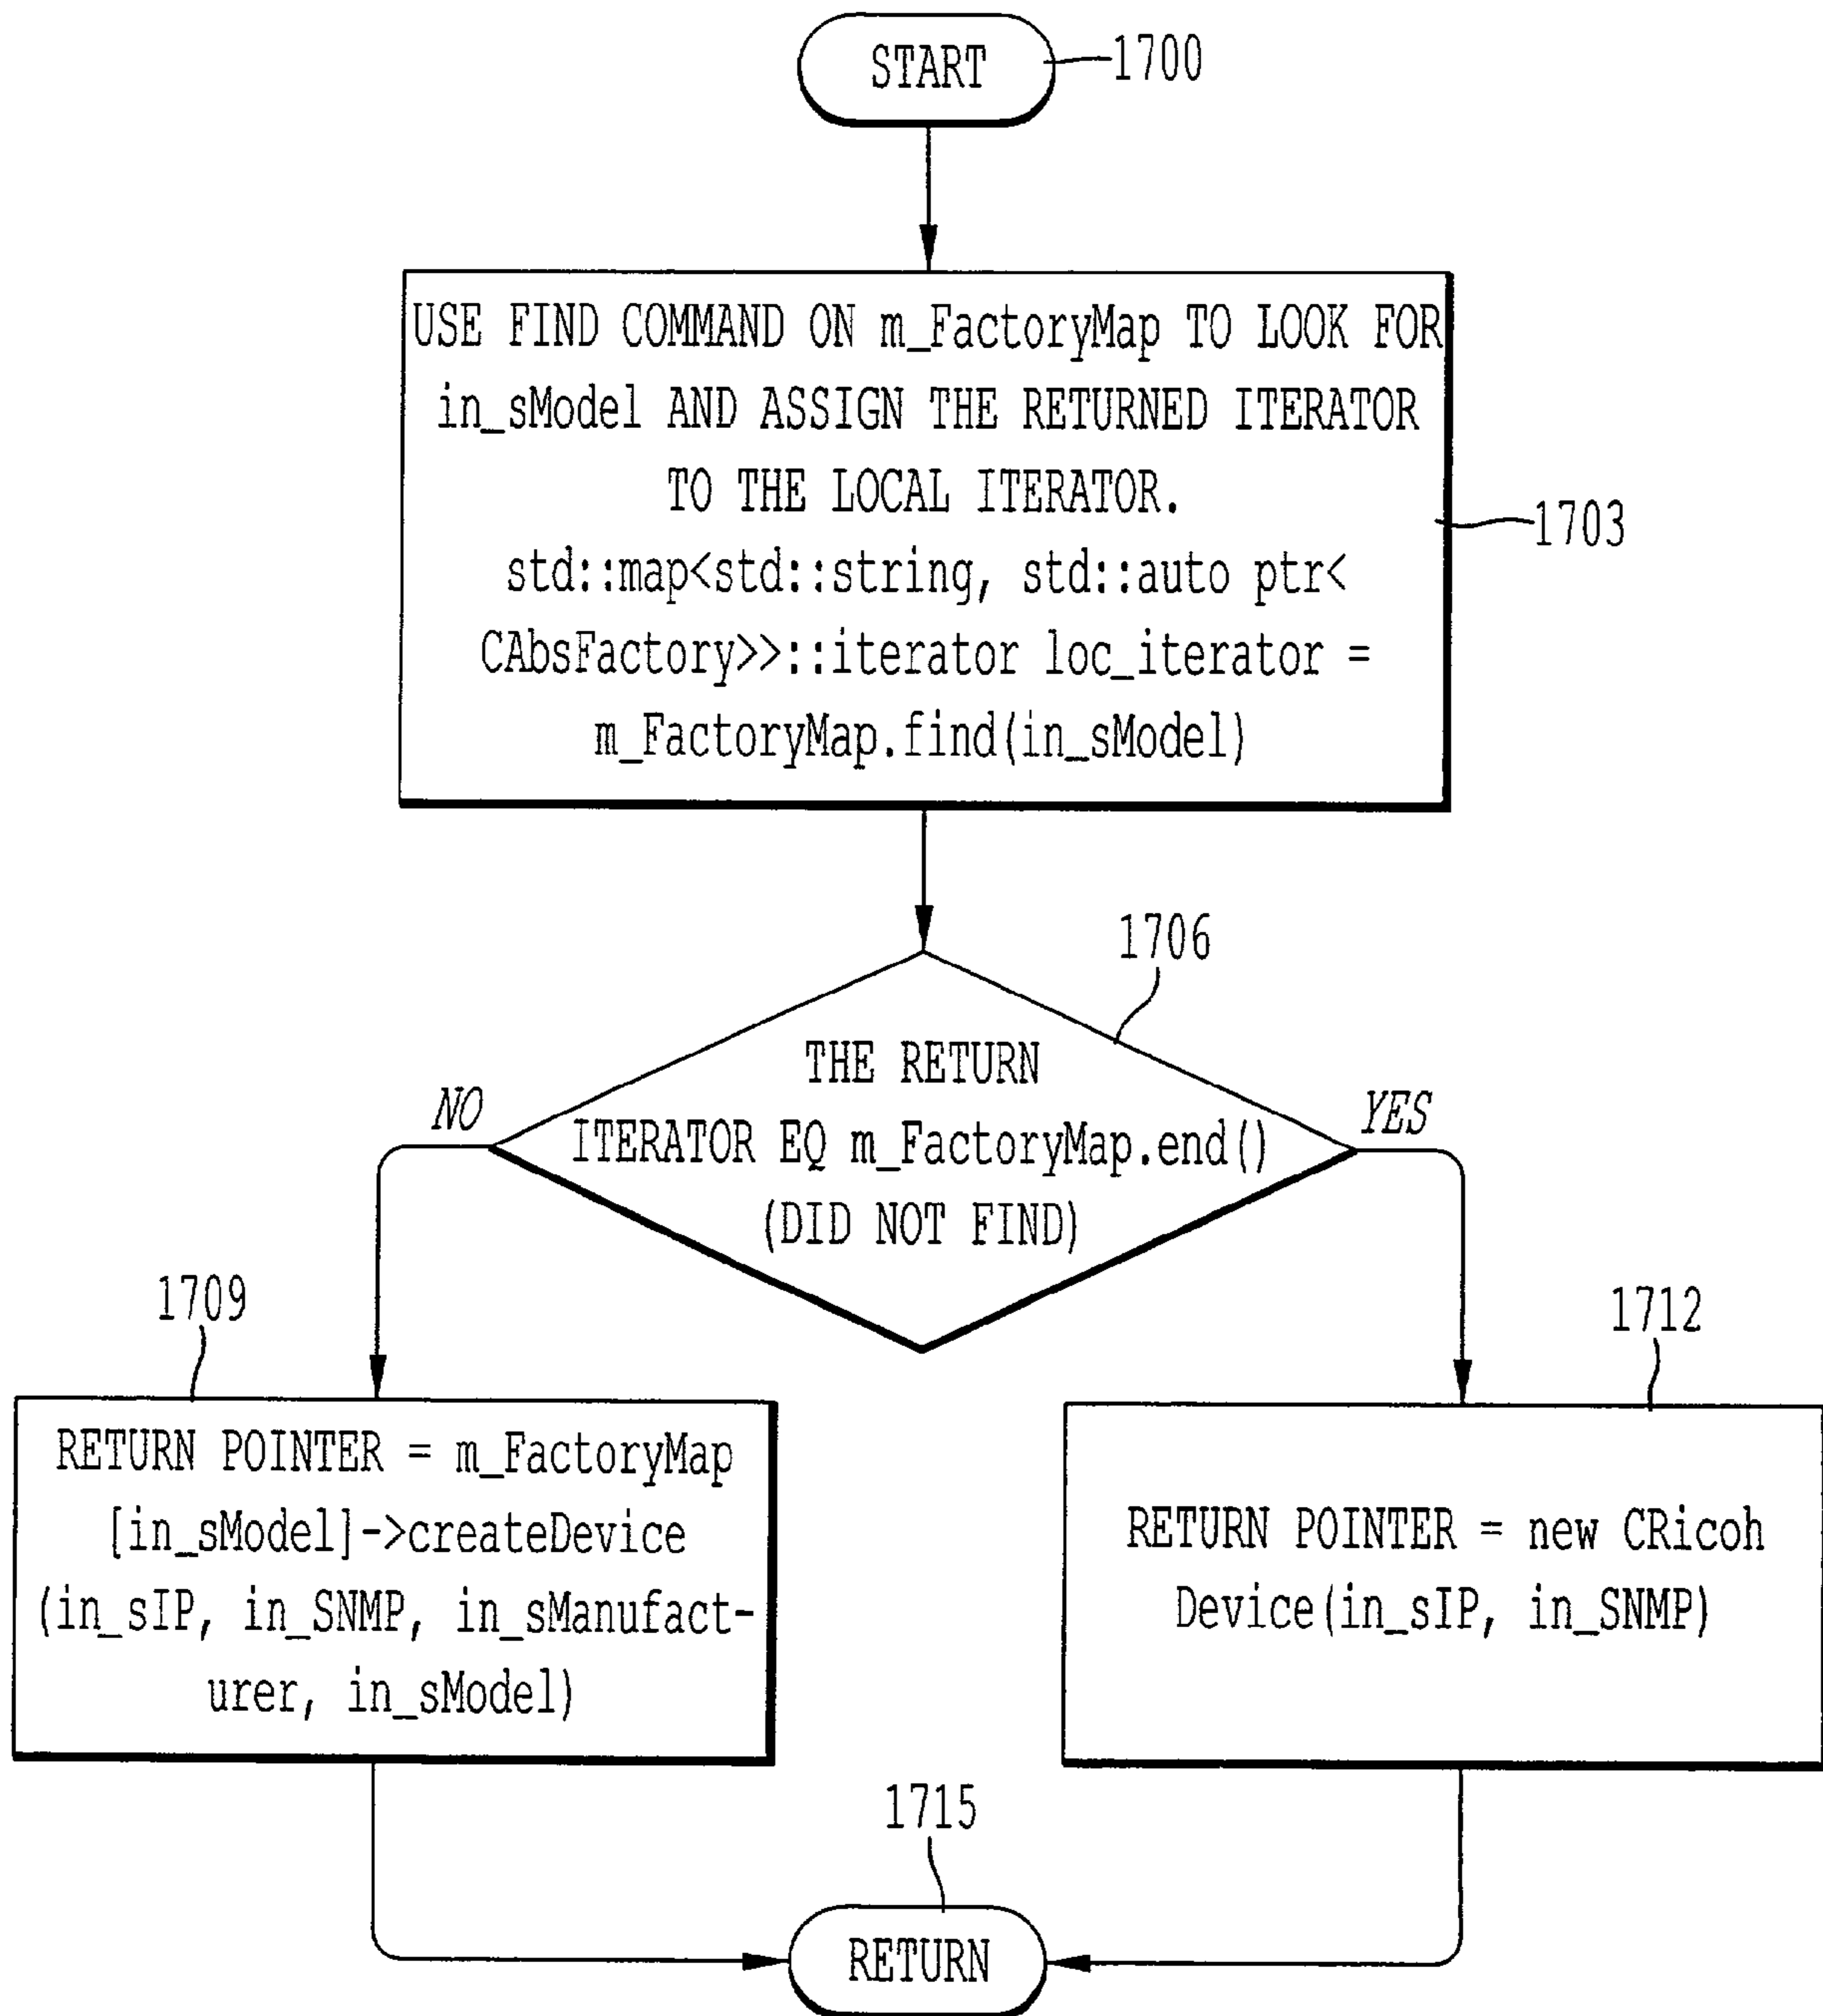 START
1700
USE FIND COMMAND ON m_FactoryMap TO LOOK FOR
in_sModel AND ASSIGN THE RETURNED ITERATOR
TO THE LOCAL ITERATOR.
std::map<std::string, std::auto ptr<
CAbsFactory>>::iterator loc_iterator =
m_FactoryMap.find(in_sModel)
1703
1706
THE RETURN
ITERATOR EQ m_FactoryMap.end()
(DID NOT FIND)
NO
YES
1709
RETURN POINTER = m_FactoryMap
[in_sModel]->createDevice
(in_sIP, in_SNMP, in_sManufact-
urer, in_sModel)
1712
RETURN POINTER = new CRicoh
Device(in_sIP, in_SNMP)
1715
RETURN